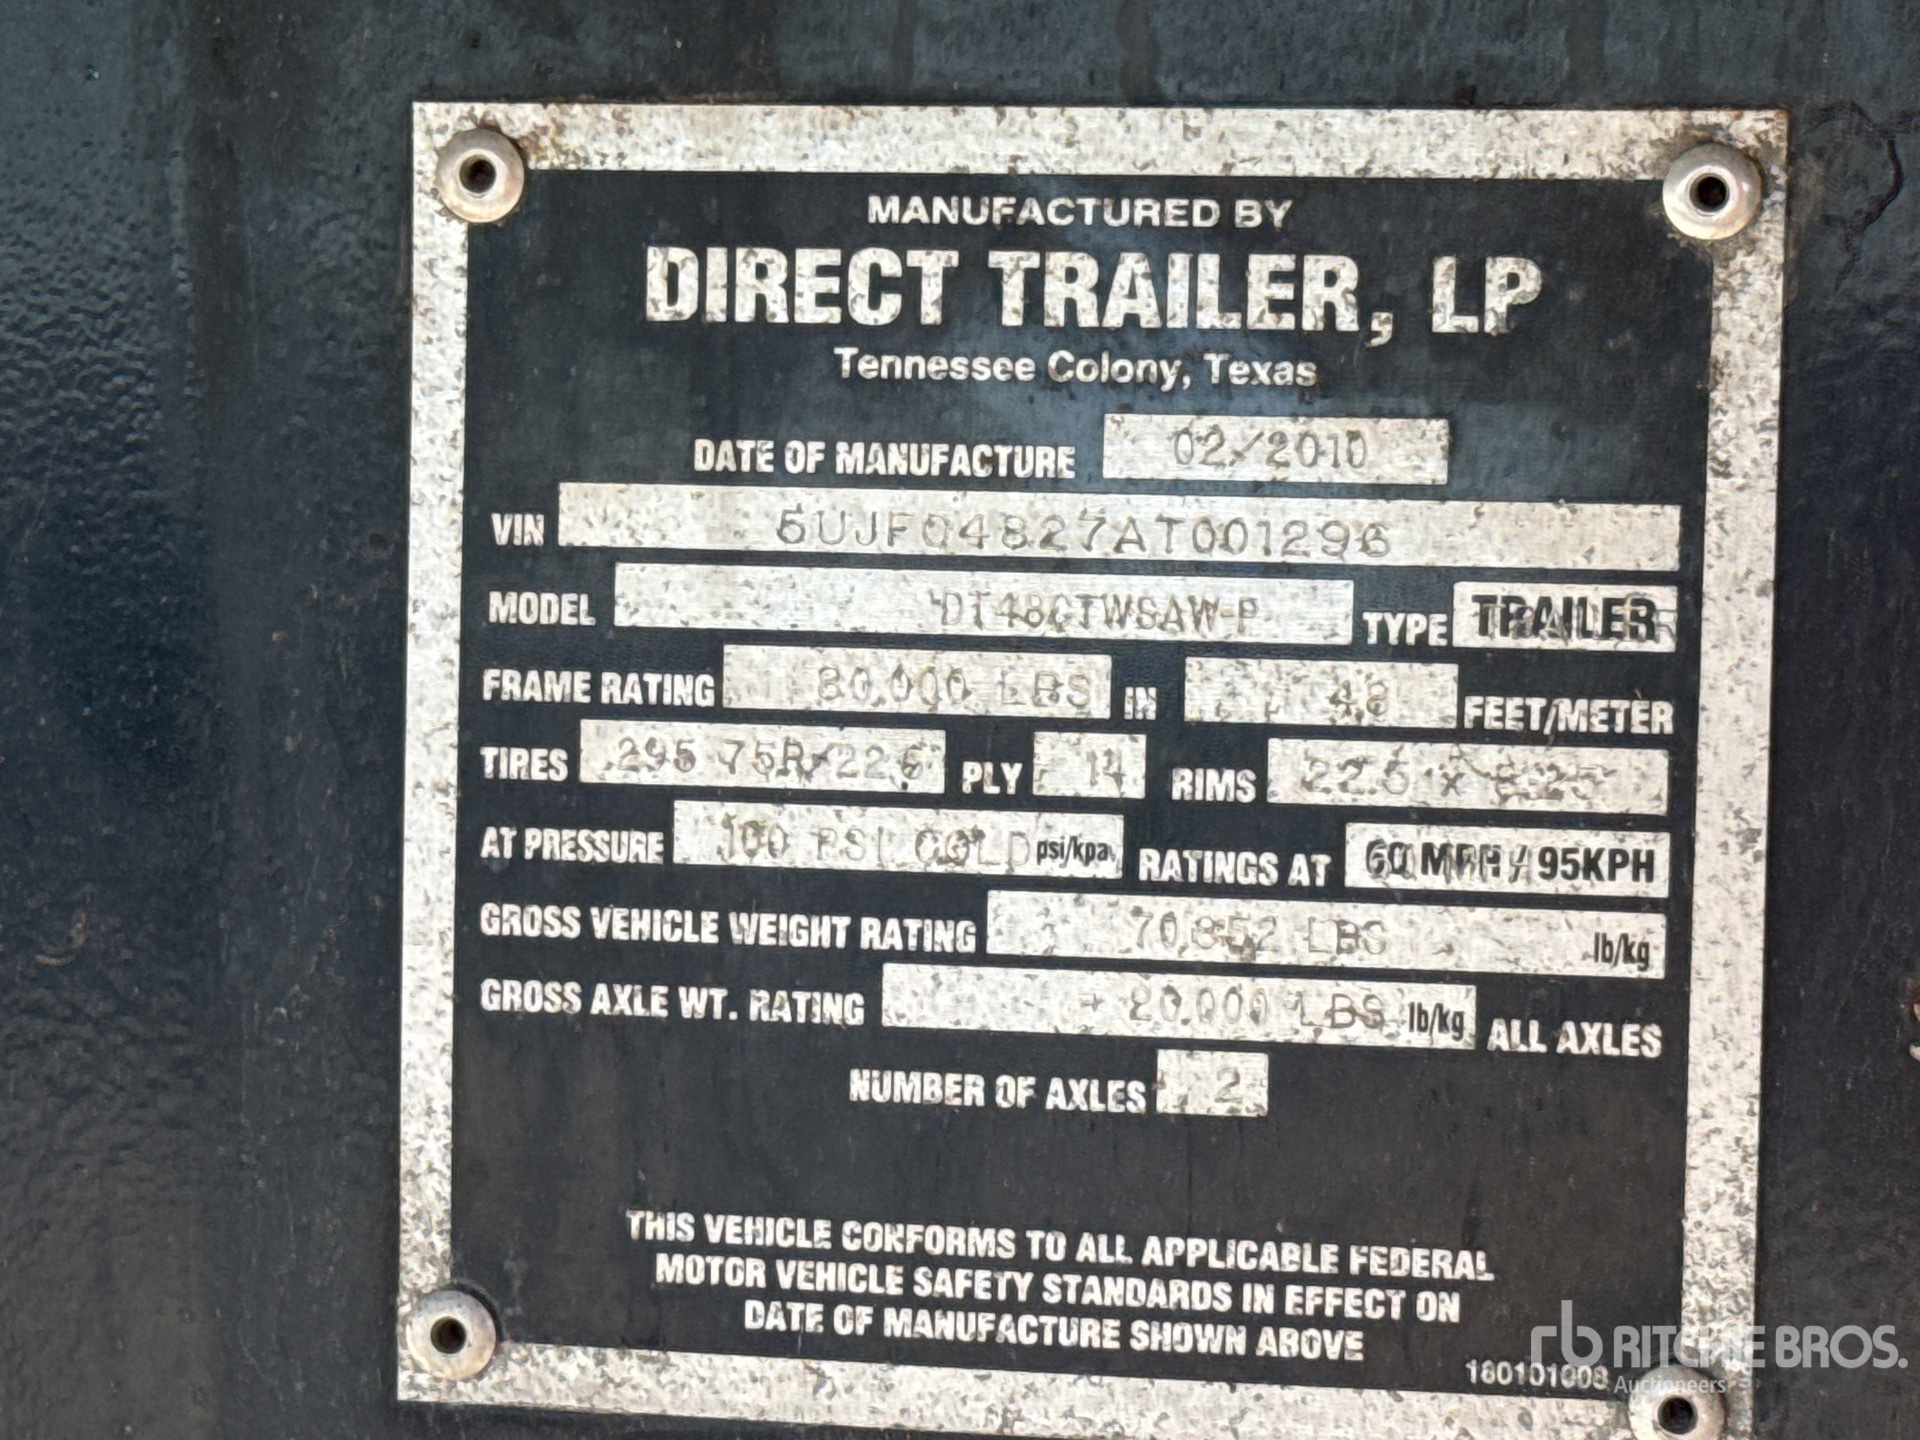 MANUFACTURED BY
DIRECT TRAILER, LP
Tennessee Colony, Texas
DATE OF MANUFACTURE 02/2010
VIN 5UJFC4827AT001296
MODEL DT48CTWSAW-P TYPE TRAILER
FRAME RATING 80,000 LBS IN 48 FEET/METER
TIRES 295 75R/22.5 PLY 14 RIMS 22.5 x 8.25
AT PRESSURE 100 PSI COLD psi/kpa RATINGS AT 60 MPH / 95KPH
GROSS VEHICLE WEIGHT RATING 70,852 LBS lb/kg
GROSS AXLE WT. RATING 20,000 LBS lb/kg ALL AXLES
NUMBER OF AXLES 2
THIS VEHICLE CONFORMS TO ALL APPLICABLE FEDERAL
MOTOR VEHICLE SAFETY STANDARDS IN EFFECT ON
DATE OF MANUFACTURE SHOWN ABOVE
180101008
rb RITCHIE BROS.
Auctioneers